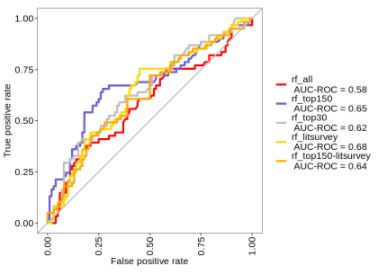 1.00
0.75
0.50
0.25
0.00
True positive rate
0.00
0.25
0.50
0.75
1.00
False positive rate
rf_all
AUC-ROC = 0.58
rf_top150
AUC-ROC = 0.65
rf_top30
AUC-ROC = 0.62
rf_litsurvey
AUC-ROC = 0.68
rf_top150-litsurvey
AUC-ROC = 0.64